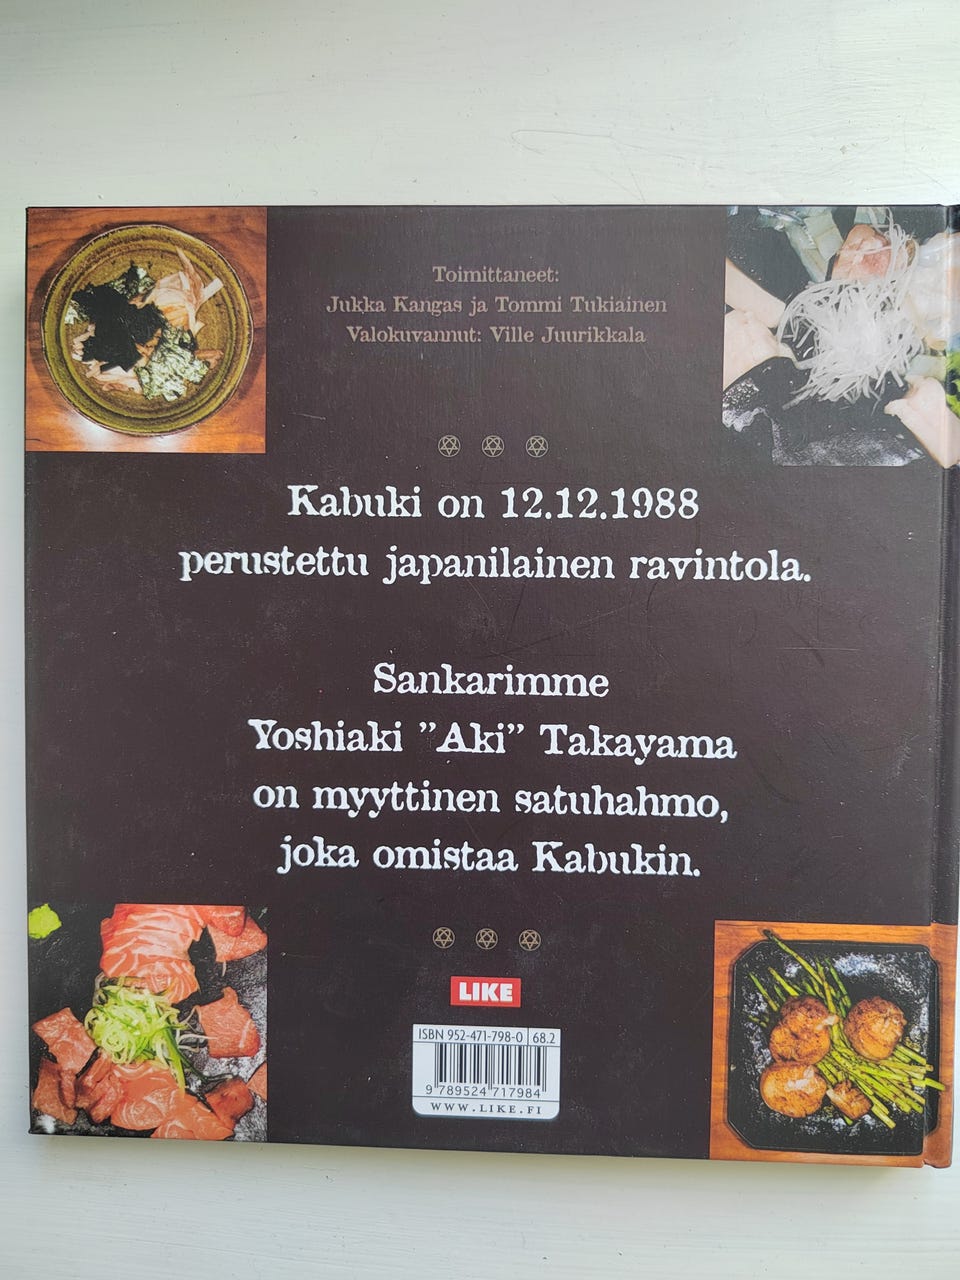 Toimittaneet:
Jukka Kangas ja Tommi Tukiainen
Valokuvannut: Ville Juurikkala
Kabuki on 12.12.1988
perustettu japanilainen ravintola.
Sankarimme
Yoshiaki ”Aki” Takayama
on myyttinen satuhahmo,
joka omistaa Kabukin.
LIKE
ISBN 952-471-798-0 68.2
9 789524 717984
WWW.LIKE.FI